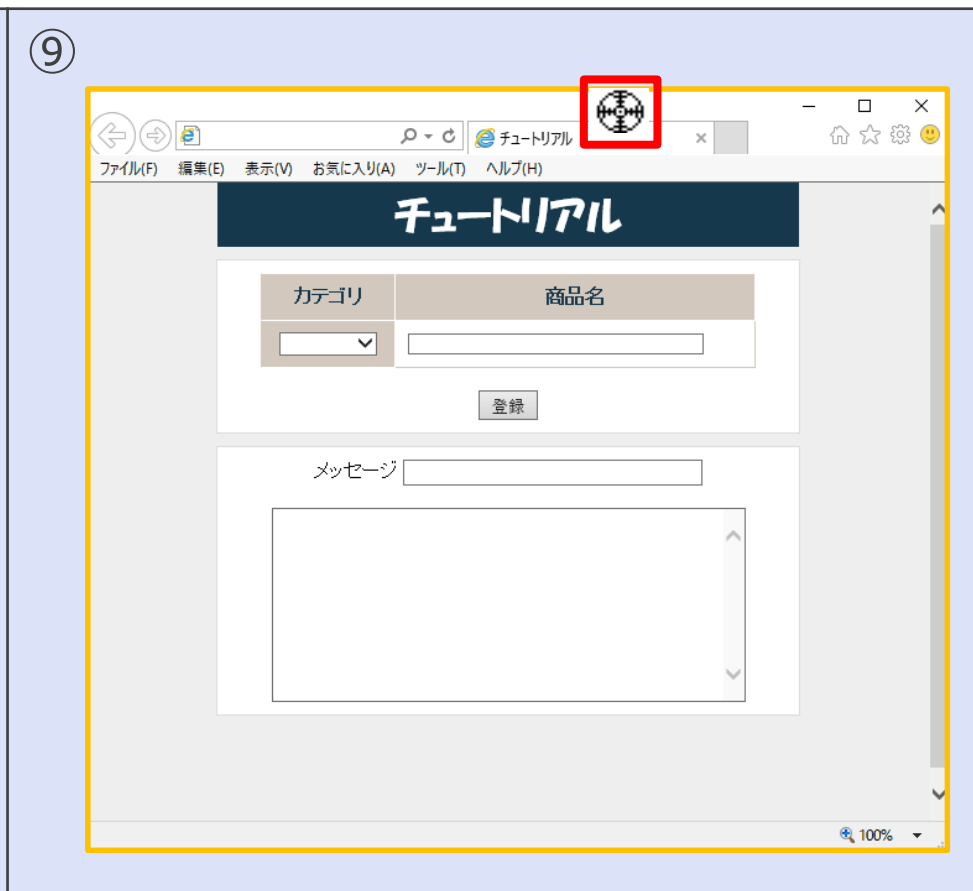 ⑨
チュートリアル
ファイル(F) 編集(E) 表示(V) お気に入り(A) ツール(T) ヘルプ(H)
チュートリアル
カテゴリ 商品名
登録
メッセージ
100%